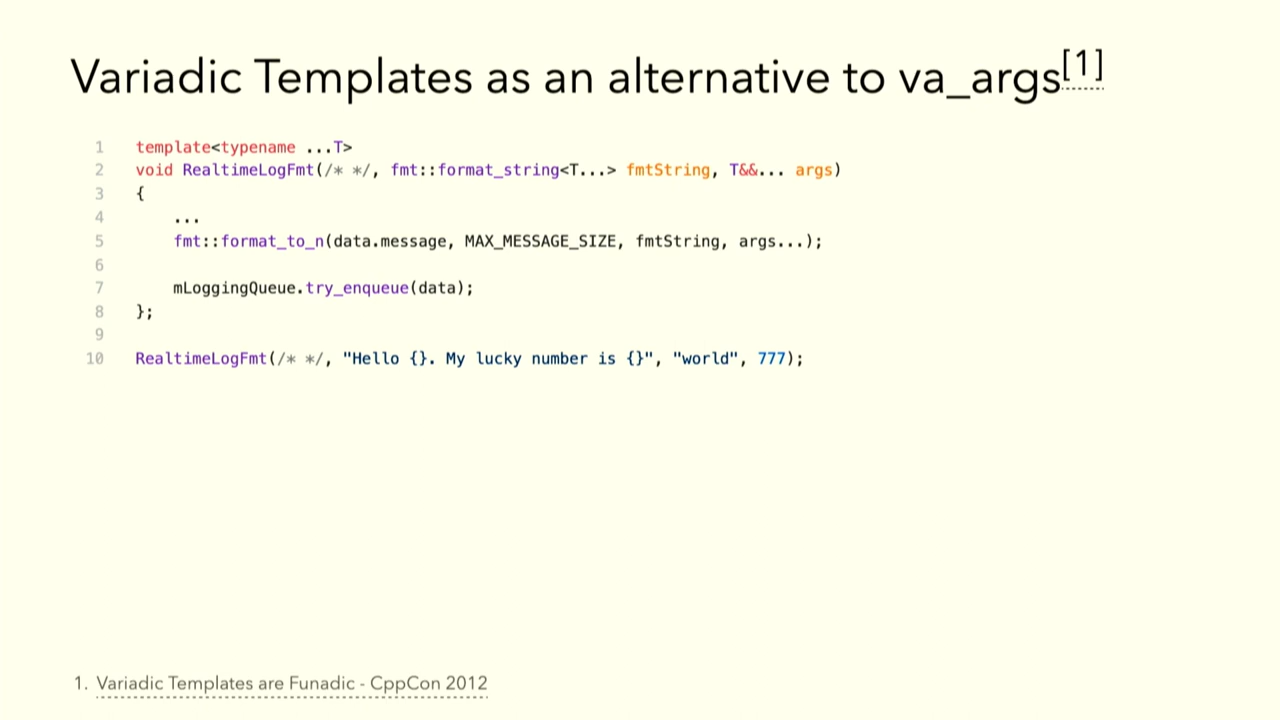 Variadic Templates as an alternative to va_args[1]
1 template<typename ...T>
2 void RealtimeLogFmt(/* */, fmt::format_string<T...> fmtString, T&&... args)
3 {
4 ...
5 fmt::format_to_n(data.message, MAX_MESSAGE_SIZE, fmtString, args...);
6
7 mLoggingQueue.try_enqueue(data);
8 };
9
10 RealtimeLogFmt(/* */, "Hello {}. My lucky number is {}", "world", 777);
1. Variadic Templates are Funadic - CppCon 2012